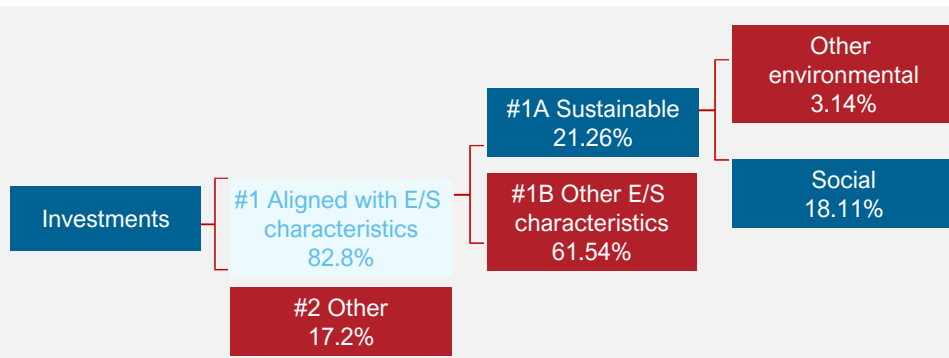 Investments
#1 Aligned with E/S
characteristics
82.8%
#2 Other
17.2%
#1A Sustainable
21.26%
#1B Other E/S
characteristics
61.54%
Other
environmental
3.14%
Social
18.11%